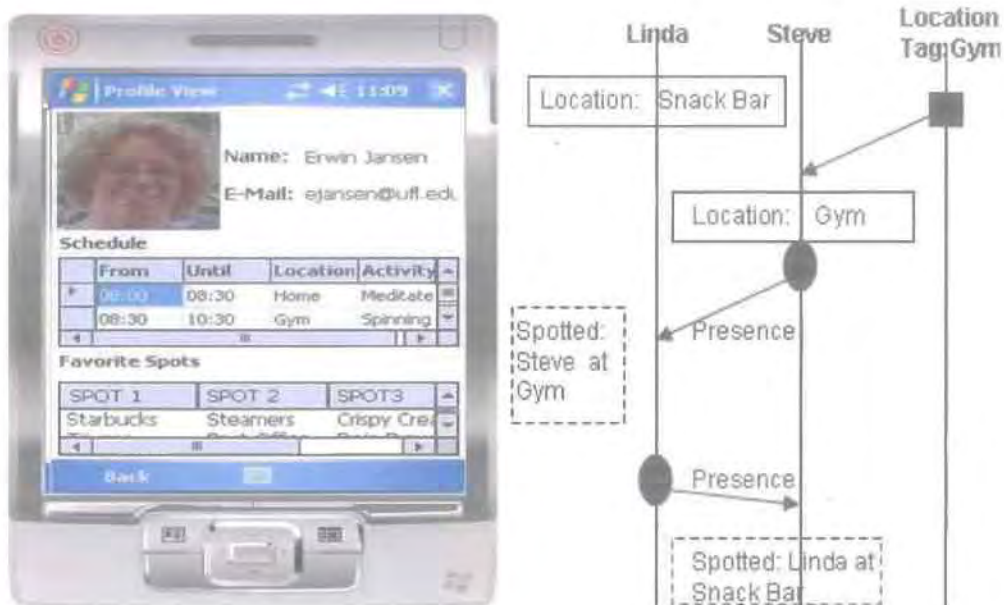 Profile View 11:09
Name: Erwin Jansen
E-Mail: ejansen@ufl.edu
Schedule
From Until Location Activity
08:00 08:30 Home Meditate
08:30 10:30 Gym Spinning
Favorite Spots
SPOT 1 SPOT 2 SPOT3
Starbucks Steamers Crispy Crea
Back
Linda Steve Location
Tag:Gym
Location: Snack Bar
Location: Gym
Presence
Spotted:
Steve at
Gym
Presence
Spotted: Linda at
Snack Bar